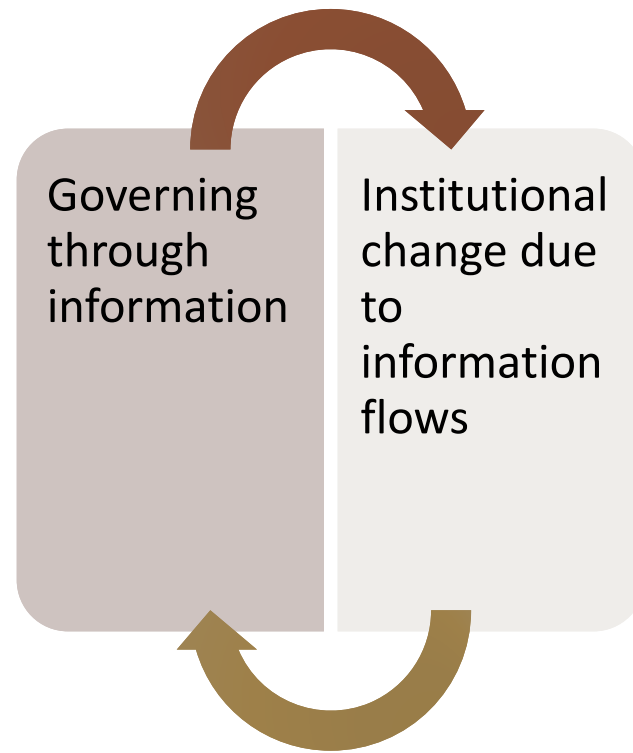 Governing
through
information
Institutional
change due
to
information
flows